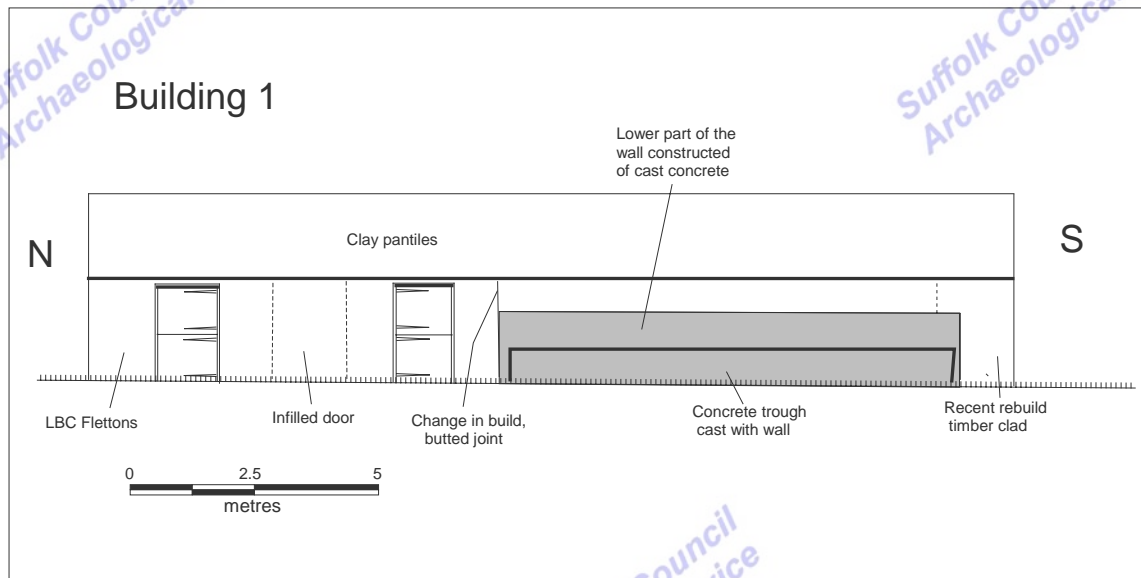 Suffolk Council
Archaeological
Suffolk Cou
Archaeological
Building 1
Lower part of the
wall constructed
of cast concrete
N
Clay pantiles
S
LBC Flettons
Infilled door
Change in build,
butted joint
Concrete trough
cast with wall
Recent rebuild
timber clad
0
2.5
5
metres
Council